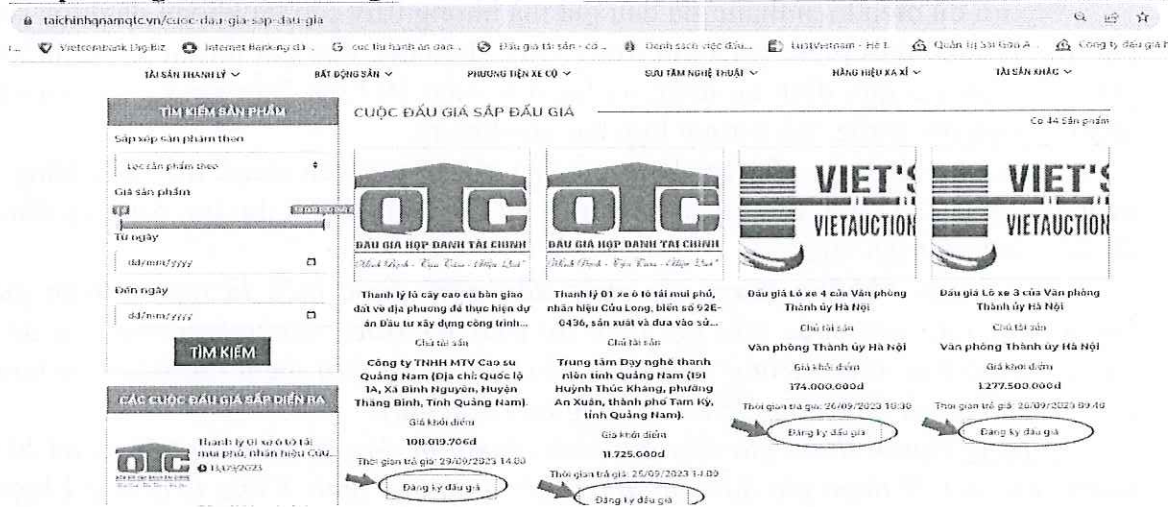 taichinhqnamqtc.vn/cuoc-dau-gia-sap-dau-gia
Vietcombank
Đấu giá tài sản - cổ...
Quán trị Sài Gòn A...
TÀI SẢN THANH LÝ
BẤT ĐỘNG SẢN
PHƯƠNG TIỆN XE CỘ
SƯU TẦM NGHỆ THUẬT
HÀNG HIỆU XA XỈ
TÀI SẢN KHÁC
TÌM KIẾM SẢN PHẨM
Sắp xếp sản phẩm theo
Lọc sản phẩm theo
Giá sản phẩm
Từ ngày
dd/mm/yyyy
Đến ngày
dd/mm/yyyy
TÌM KIẾM
CÁC CUỘC ĐẤU GIÁ SẮP DIỄN RA
Thanh lý 01 xe ô tô tải
mui phủ, nhãn hiệu Cửu...
CUỘC ĐẤU GIÁ SẮP ĐẤU GIÁ
Có 44 Sản phẩm
QTC
ĐẤU GIÁ HỢP DANH TÀI CHÍNH
Thanh lý là cây cao su bàn giao
đất về địa phương để thực hiện dự
án Đầu tư xây dựng công trình...
Chủ tài sản
Công ty TNHH MTV Cao su
Quảng Nam (Địa chỉ: Quốc lộ
1A, Xã Bình Nguyên, Huyện
Thăng Bình, Tỉnh Quảng Nam).
Giá khởi điểm
108.019.706đ
Thời gian trả giá: 29/09/2023 14:00
Đăng ký đấu giá
QTC
ĐẤU GIÁ HỢP DANH TÀI CHÍNH
Thanh lý 01 xe ô tô tải mui phủ,
nhãn hiệu Cửu Long, biển số 92E-
0436, sản xuất và đưa vào sử...
Chủ tài sản
Trung tâm Dạy nghề thanh
niên tỉnh Quảng Nam (191
Huỳnh Thúc Kháng, phường
An Xuân, thành phố Tam Kỳ,
tỉnh Quảng Nam).
Giá khởi điểm
11.725.000đ
Thời gian trả giá: 26/09/2023 14:00
Đăng ký đấu giá
VIET'S
VIETAUCTION
Đấu giá Lô xe 4 của Văn phòng
Thành ủy Hà Nội
Chủ tài sản
Văn phòng Thành ủy Hà Nội
Giá khởi điểm
174.000.000đ
Thời gian trả giá: 26/09/2023 10:30
Đăng ký đấu giá
VIET'S
VIETAUCTION
Đấu giá Lô xe 3 của Văn phòng
Thành ủy Hà Nội
Chủ tài sản
Văn phòng Thành ủy Hà Nội
Giá khởi điểm
1.277.500.000đ
Thời gian trả giá: 26/09/2023 09:40
Đăng ký đấu giá